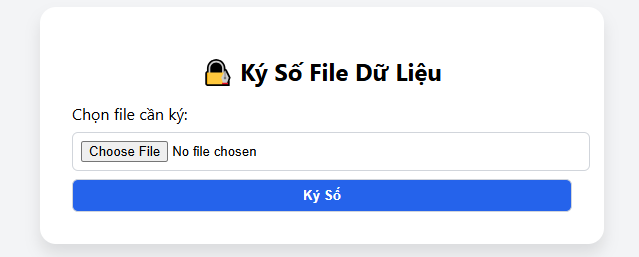 Ký Số File Dữ Liệu
Chọn file cần ký:
Choose File No file chosen
Ký Số